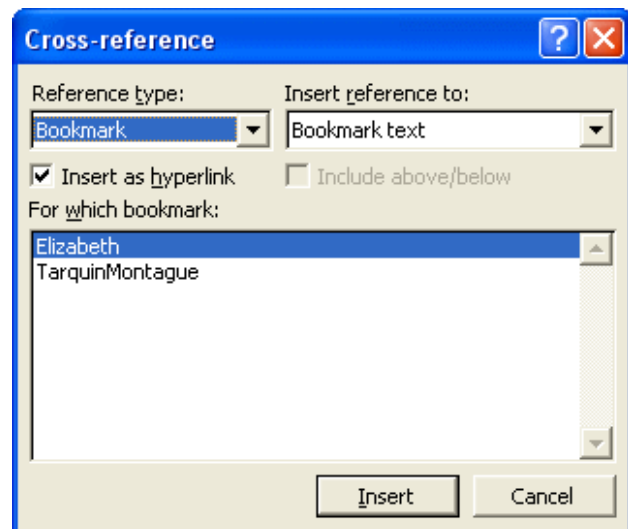 Cross-reference ?
Reference type: Insert reference to:
Bookmark Bookmark text
Insert as hyperlink Include above/below
For which bookmark:
Elizabeth
TarquinMontague
Insert Cancel